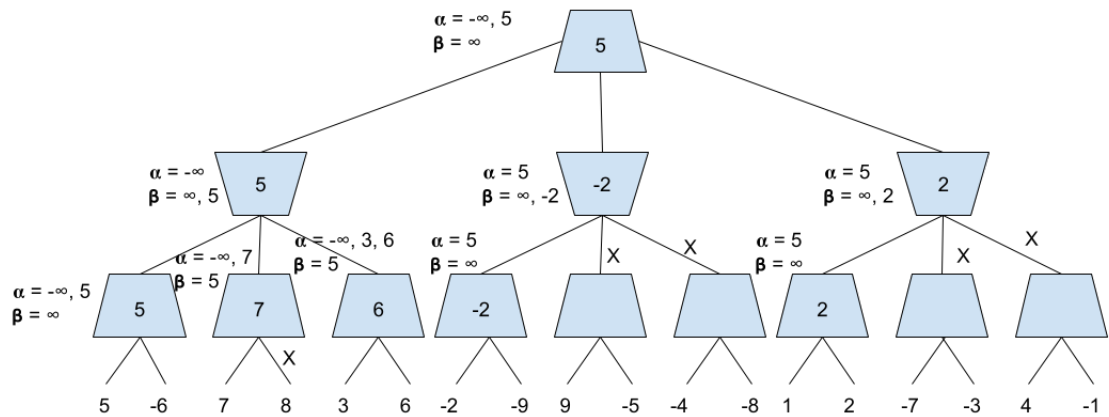 α = -∞, 5
β = ∞
5
α = -∞
β = ∞, 5
5
α = 5
β = ∞, -2
-2
α = 5
β = ∞, 2
2
α = -∞, 5
β = ∞
5
α = -∞, 7
β = 5
7
α = -∞, 3, 6
β = 5
6
α = 5
β = ∞
-2
X
X
α = 5
β = ∞
2
X
X
X
5 -6 7 8 3 6 -2 -9 9 -5 -4 -8 1 2 -7 -3 4 -1